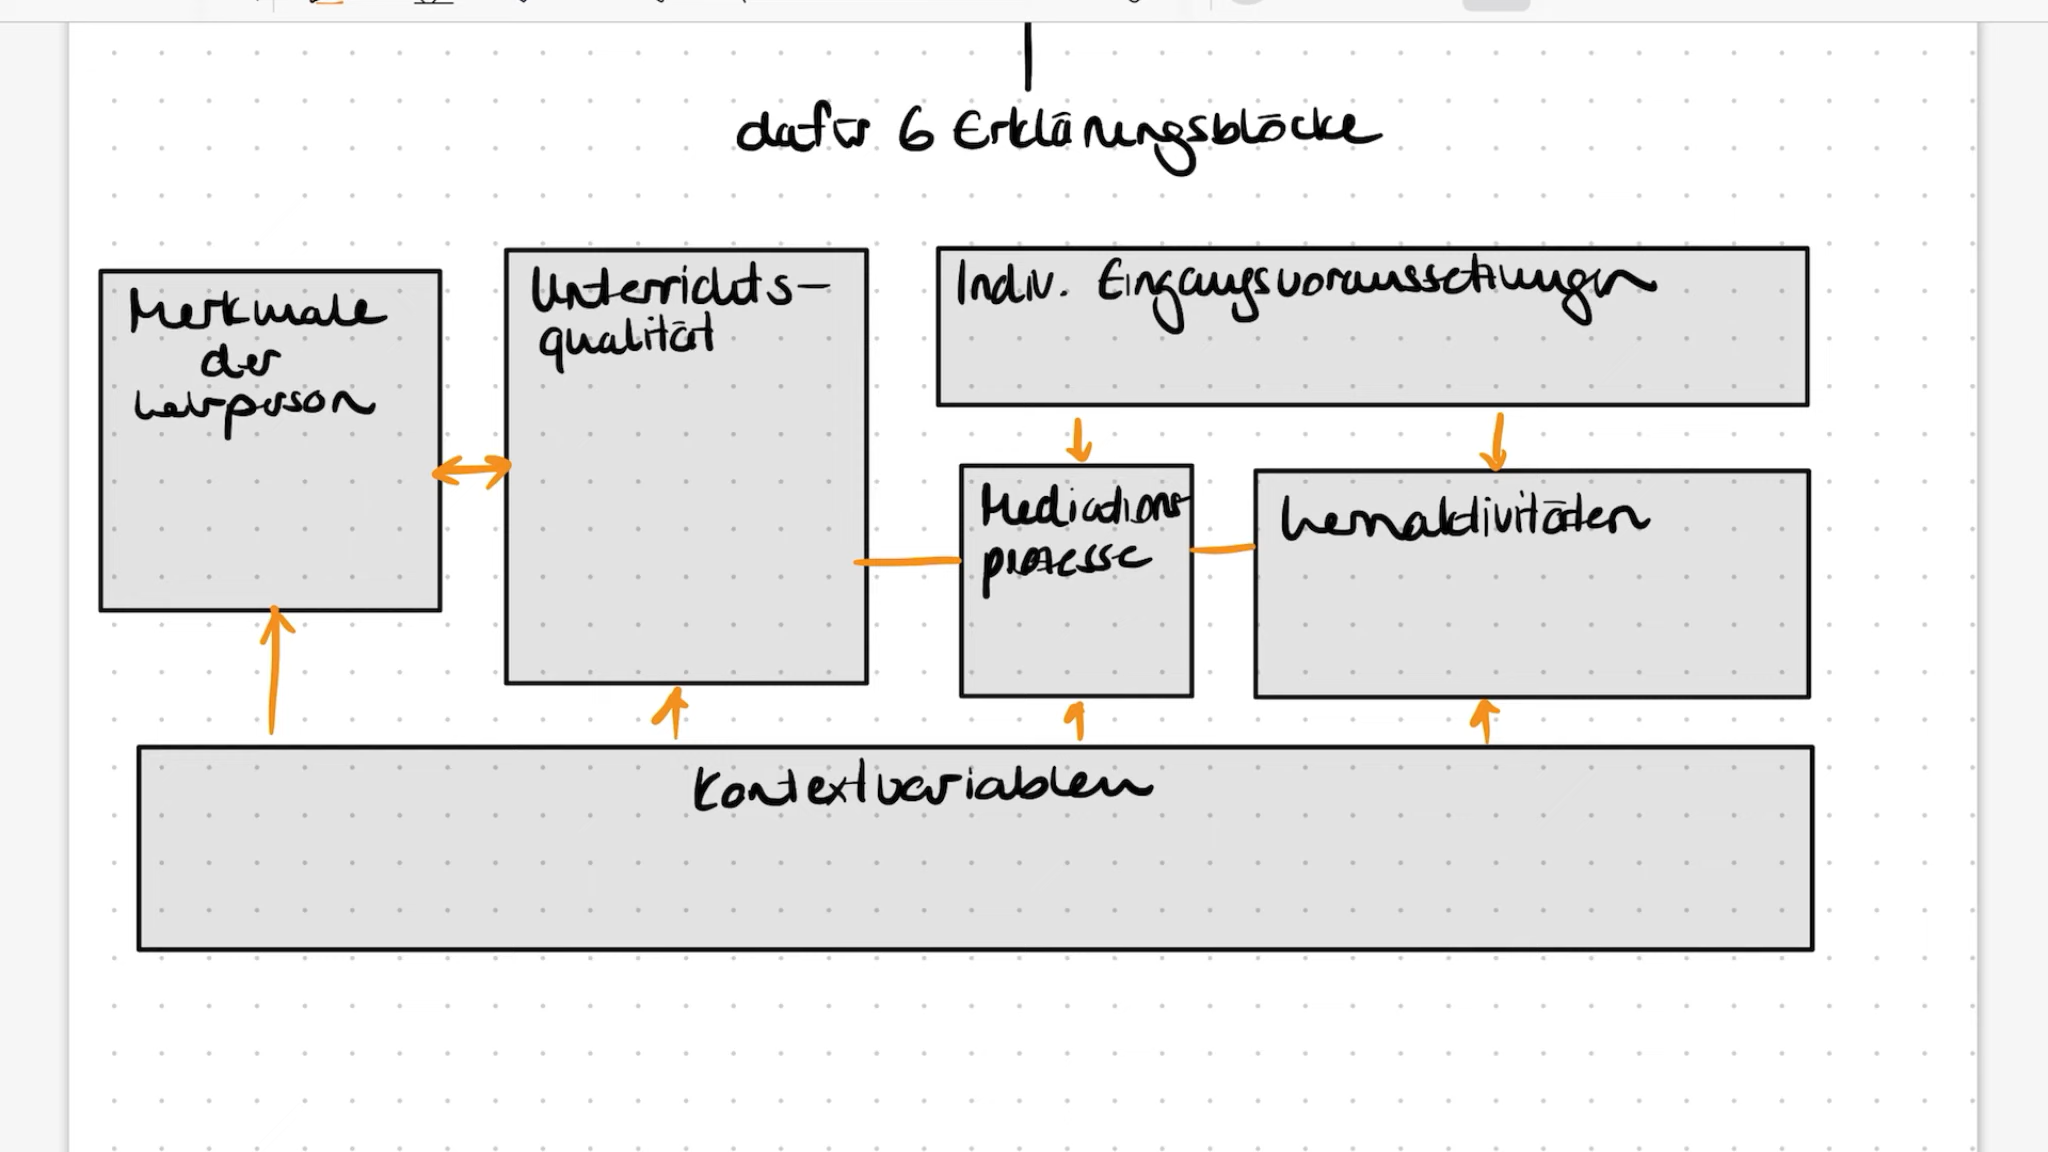 dafür 6 Erklärungsblöcke
Merkmale
der
Lehrperson
Unterrichts-
qualität
Indiv. Eingangsvoraussetzungen
Mediations
prozesse
Lernaktivitäten
Kontextvariablen